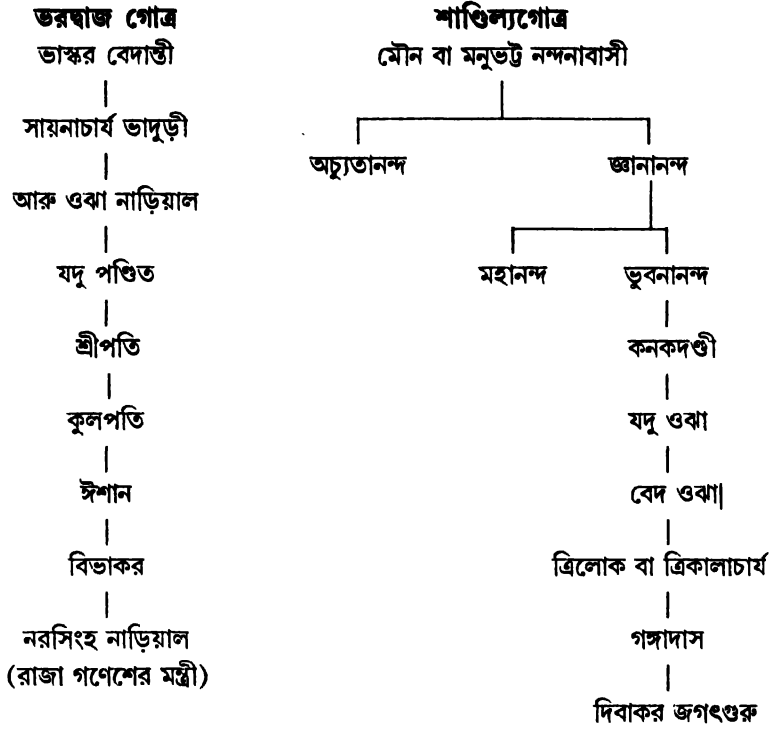 ভরদ্বাজ গোত্র
ভাস্কর বেদান্তী
সায়নাচার্য ভাদুড়ী
আরু ওঝা নাড়িয়াল
যদু পণ্ডিত
শ্রীপতি
কুলপতি
ঈশান
বিভাকর
নরসিংহ নাড়িয়াল
(রাজা গণেশের মন্ত্রী)
শাণ্ডিল্যগোত্র
মৌন বা মনুভট্ট নন্দনাবাসী
অচ্যুতানন্দ জ্ঞানানন্দ
মহানন্দ ভুবনানন্দ
কনকদণ্ডী
যদু ওঝা
বেদ ওঝা|
ত্রিলোক বা ত্রিকালাচার্য
গঙ্গাদাস
দিবাকর জগৎগুরু